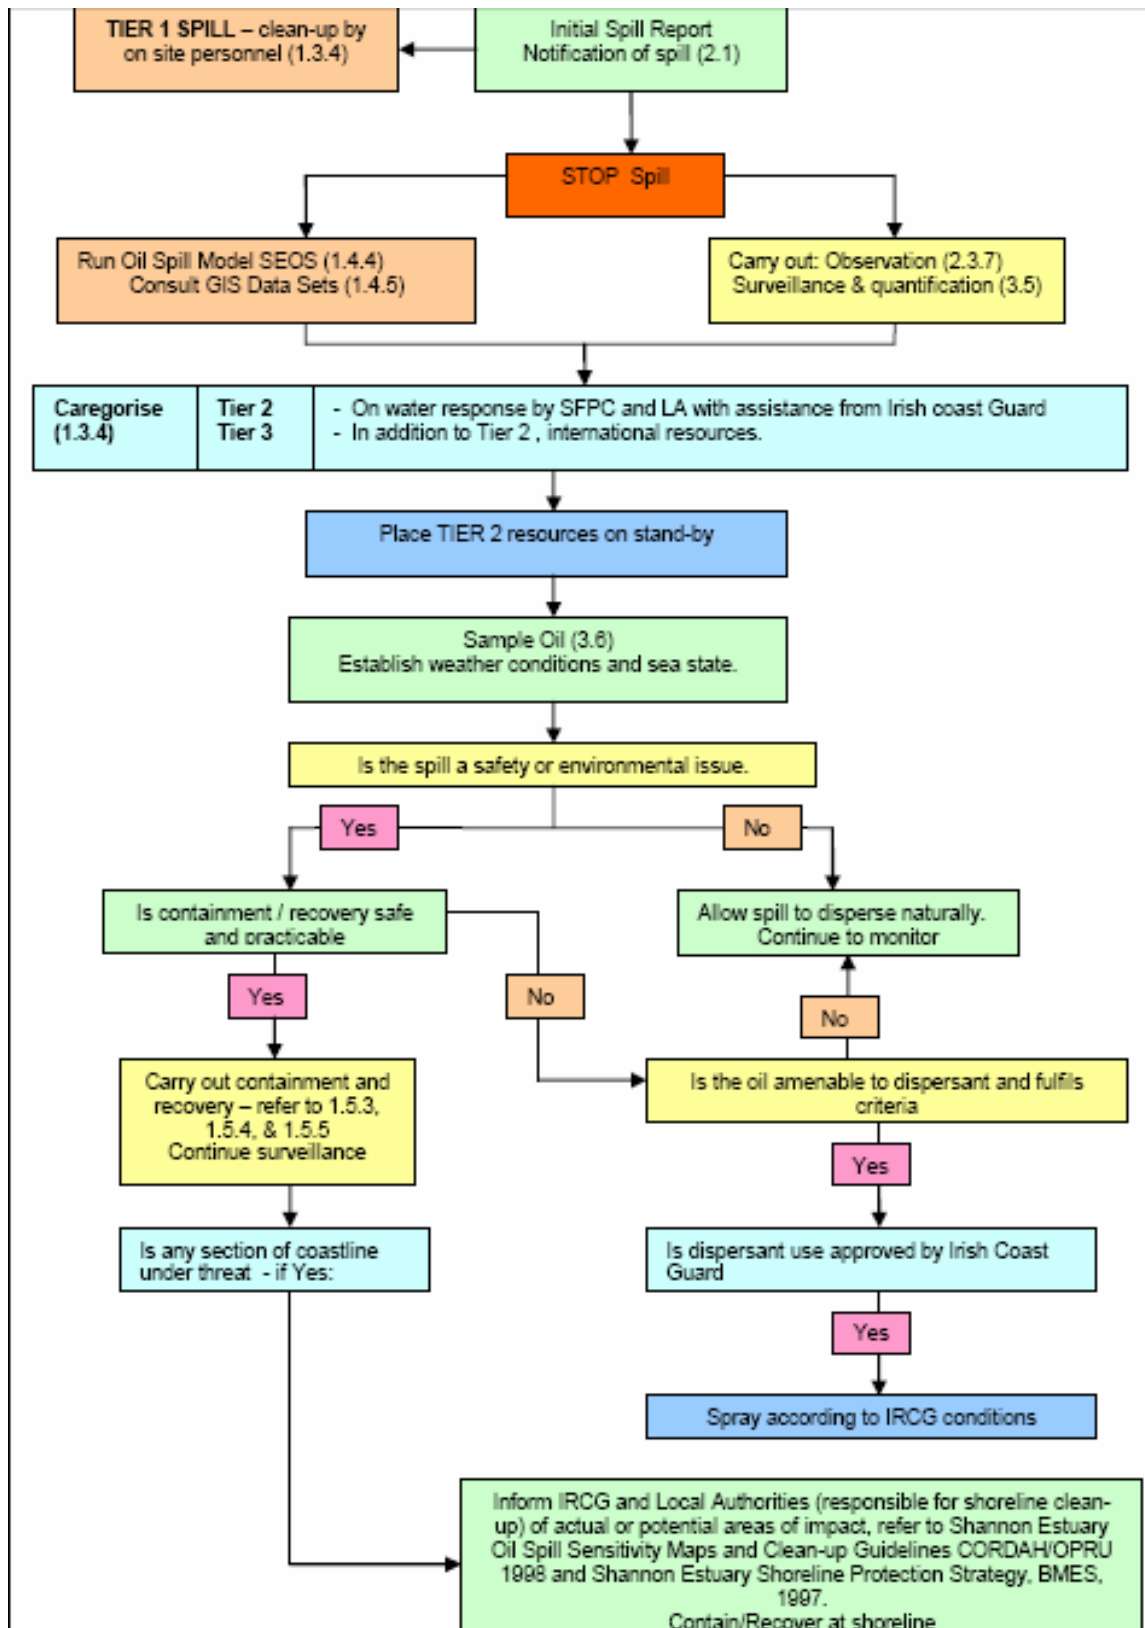 TIER 1 SPILL – clean-up by
on site personnel (1.3.4)
Initial Spill Report
Notification of spill (2.1)
STOP Spill
Run Oil Spill Model SEOS (1.4.4)
Consult GIS Data Sets (1.4.5)
Carry out: Observation (2.3.7)
Surveillance & quantification (3.5)
Caregorise
(1.3.4)
Tier 2
Tier 3
- On water response by SFPC and LA with assistance from Irish coast Guard
- In addition to Tier 2 , international resources.
Place TIER 2 resources on stand-by
Sample Oil (3.6)
Establish weather conditions and sea state.
Is the spill a safety or environmental issue.
Yes
No
Is containment / recovery safe
and practicable
Allow spill to disperse naturally.
Continue to monitor
Yes
No
No
Carry out containment and
recovery – refer to 1.5.3,
1.5.4, & 1.5.5
Continue surveillance
Is the oil amenable to dispersant and fulfils
criteria
Yes
Is any section of coastline
under threat - if Yes:
Is dispersant use approved by Irish Coast
Guard
Yes
Spray according to IRCG conditions
Inform IRCG and Local Authorities (responsible for shoreline clean-
up) of actual or potential areas of impact, refer to Shannon Estuary
Oil Spill Sensitivity Maps and Clean-up Guidelines CORDAH/OPRU
1998 and Shannon Estuary Shoreline Protection Strategy, BMES,
1997.
Contain/Recover at shoreline